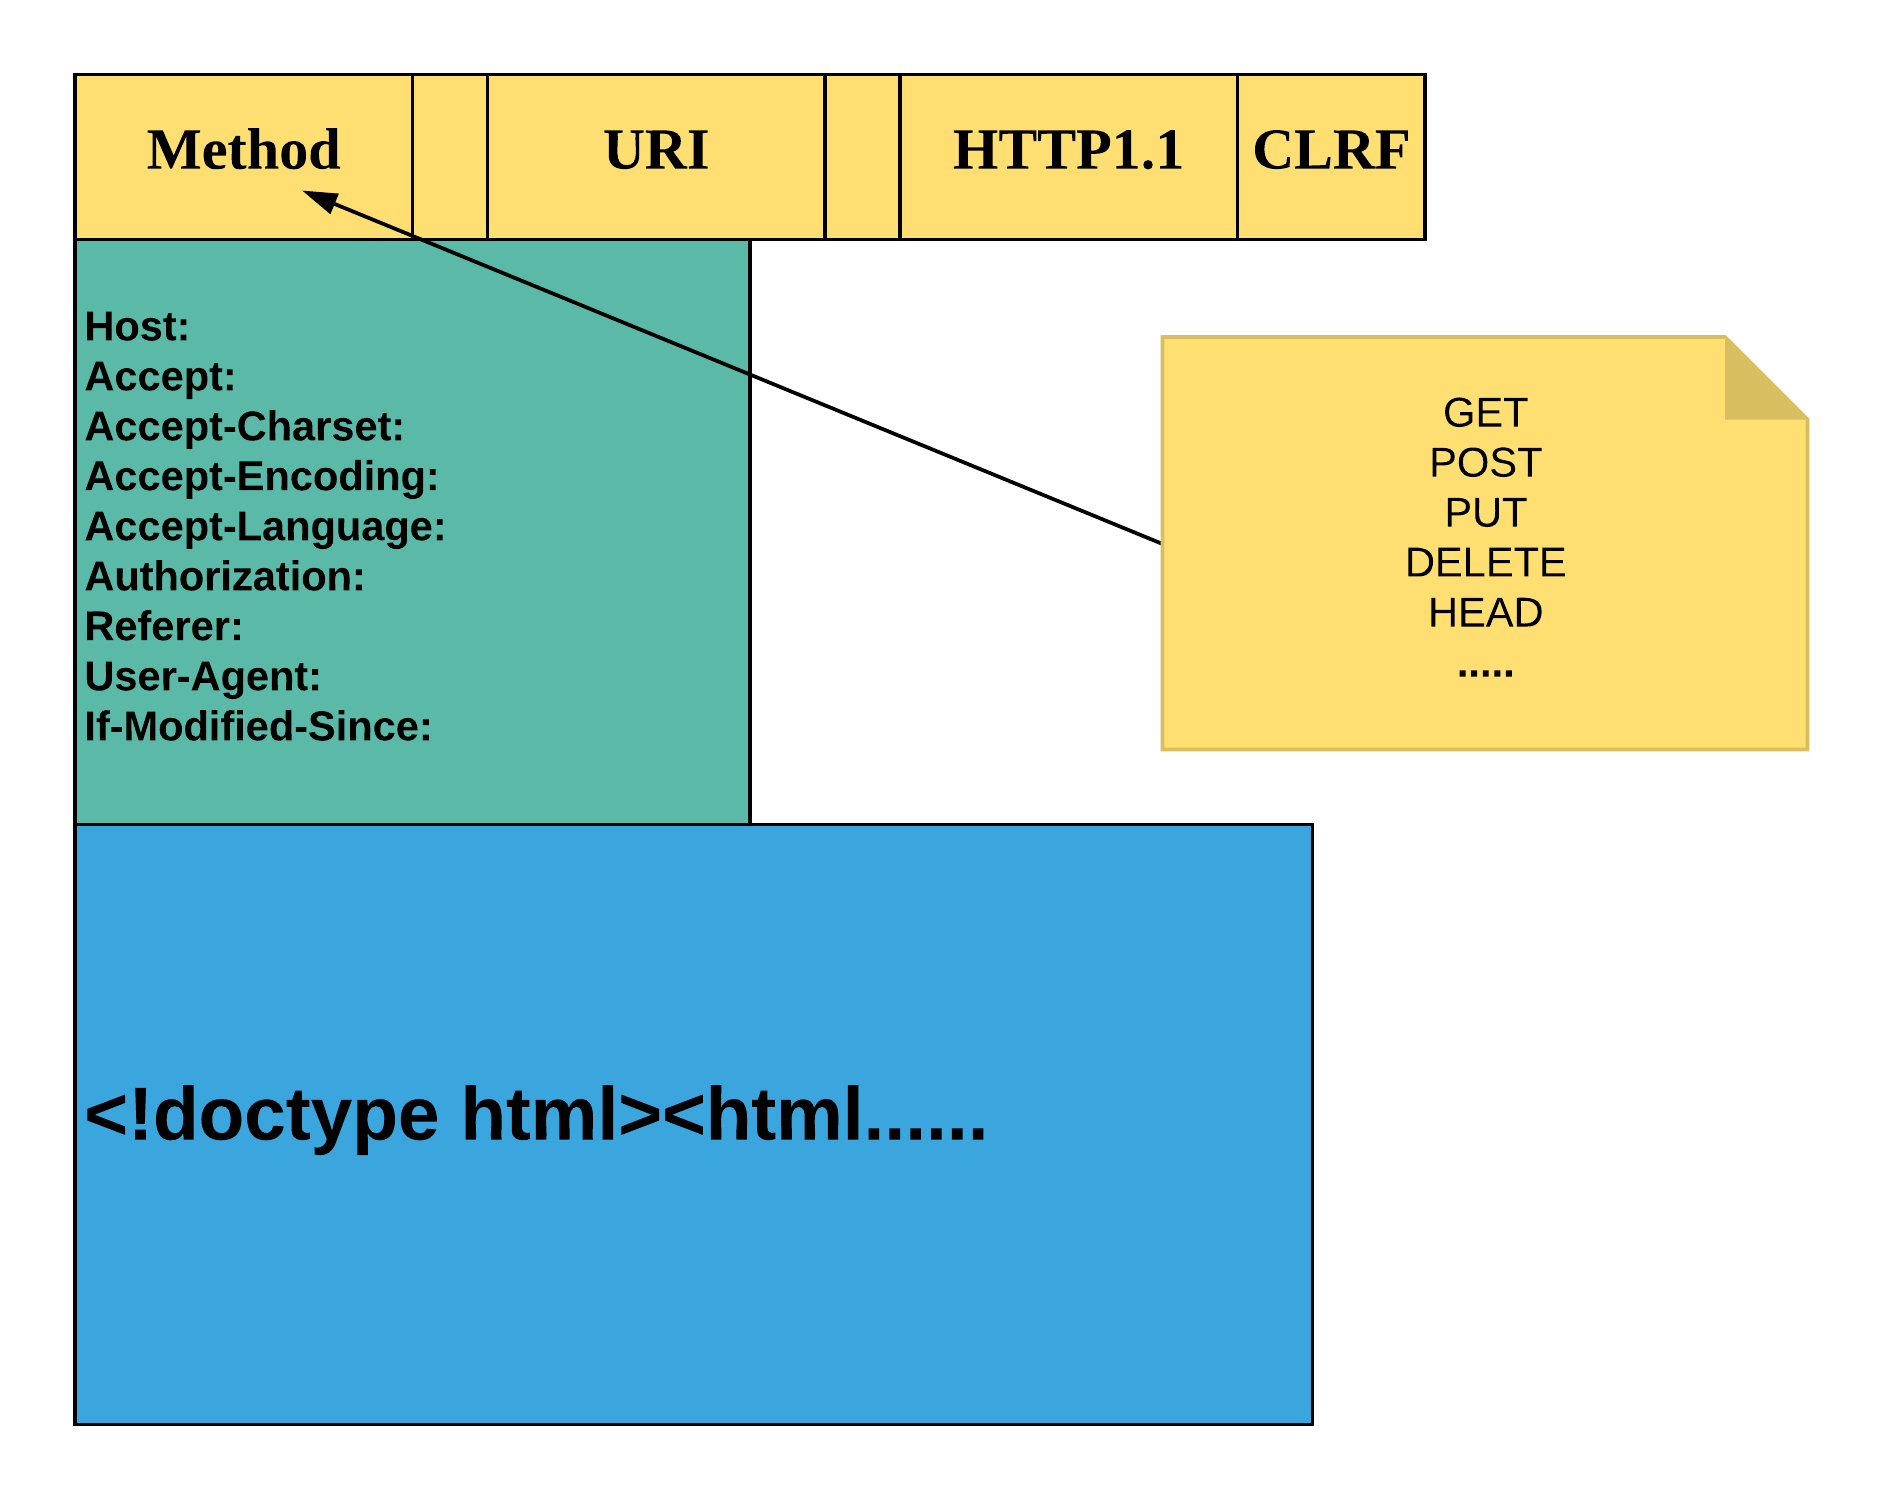 Method URI HTTP1.1 CLRF
Host:
Accept:
Accept-Charset:
Accept-Encoding:
Accept-Language:
Authorization:
Referer:
User-Agent:
If-Modified-Since:
GET
POST
PUT
DELETE
HEAD
.....
<!doctype html><html......